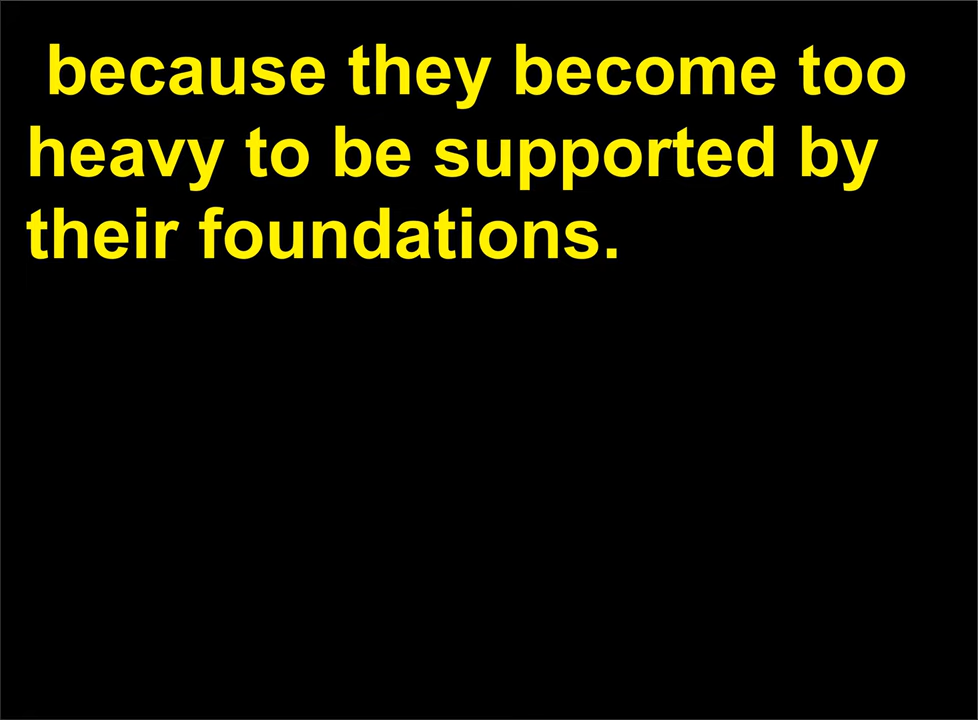 because they become too
heavy to be supported by
their foundations.